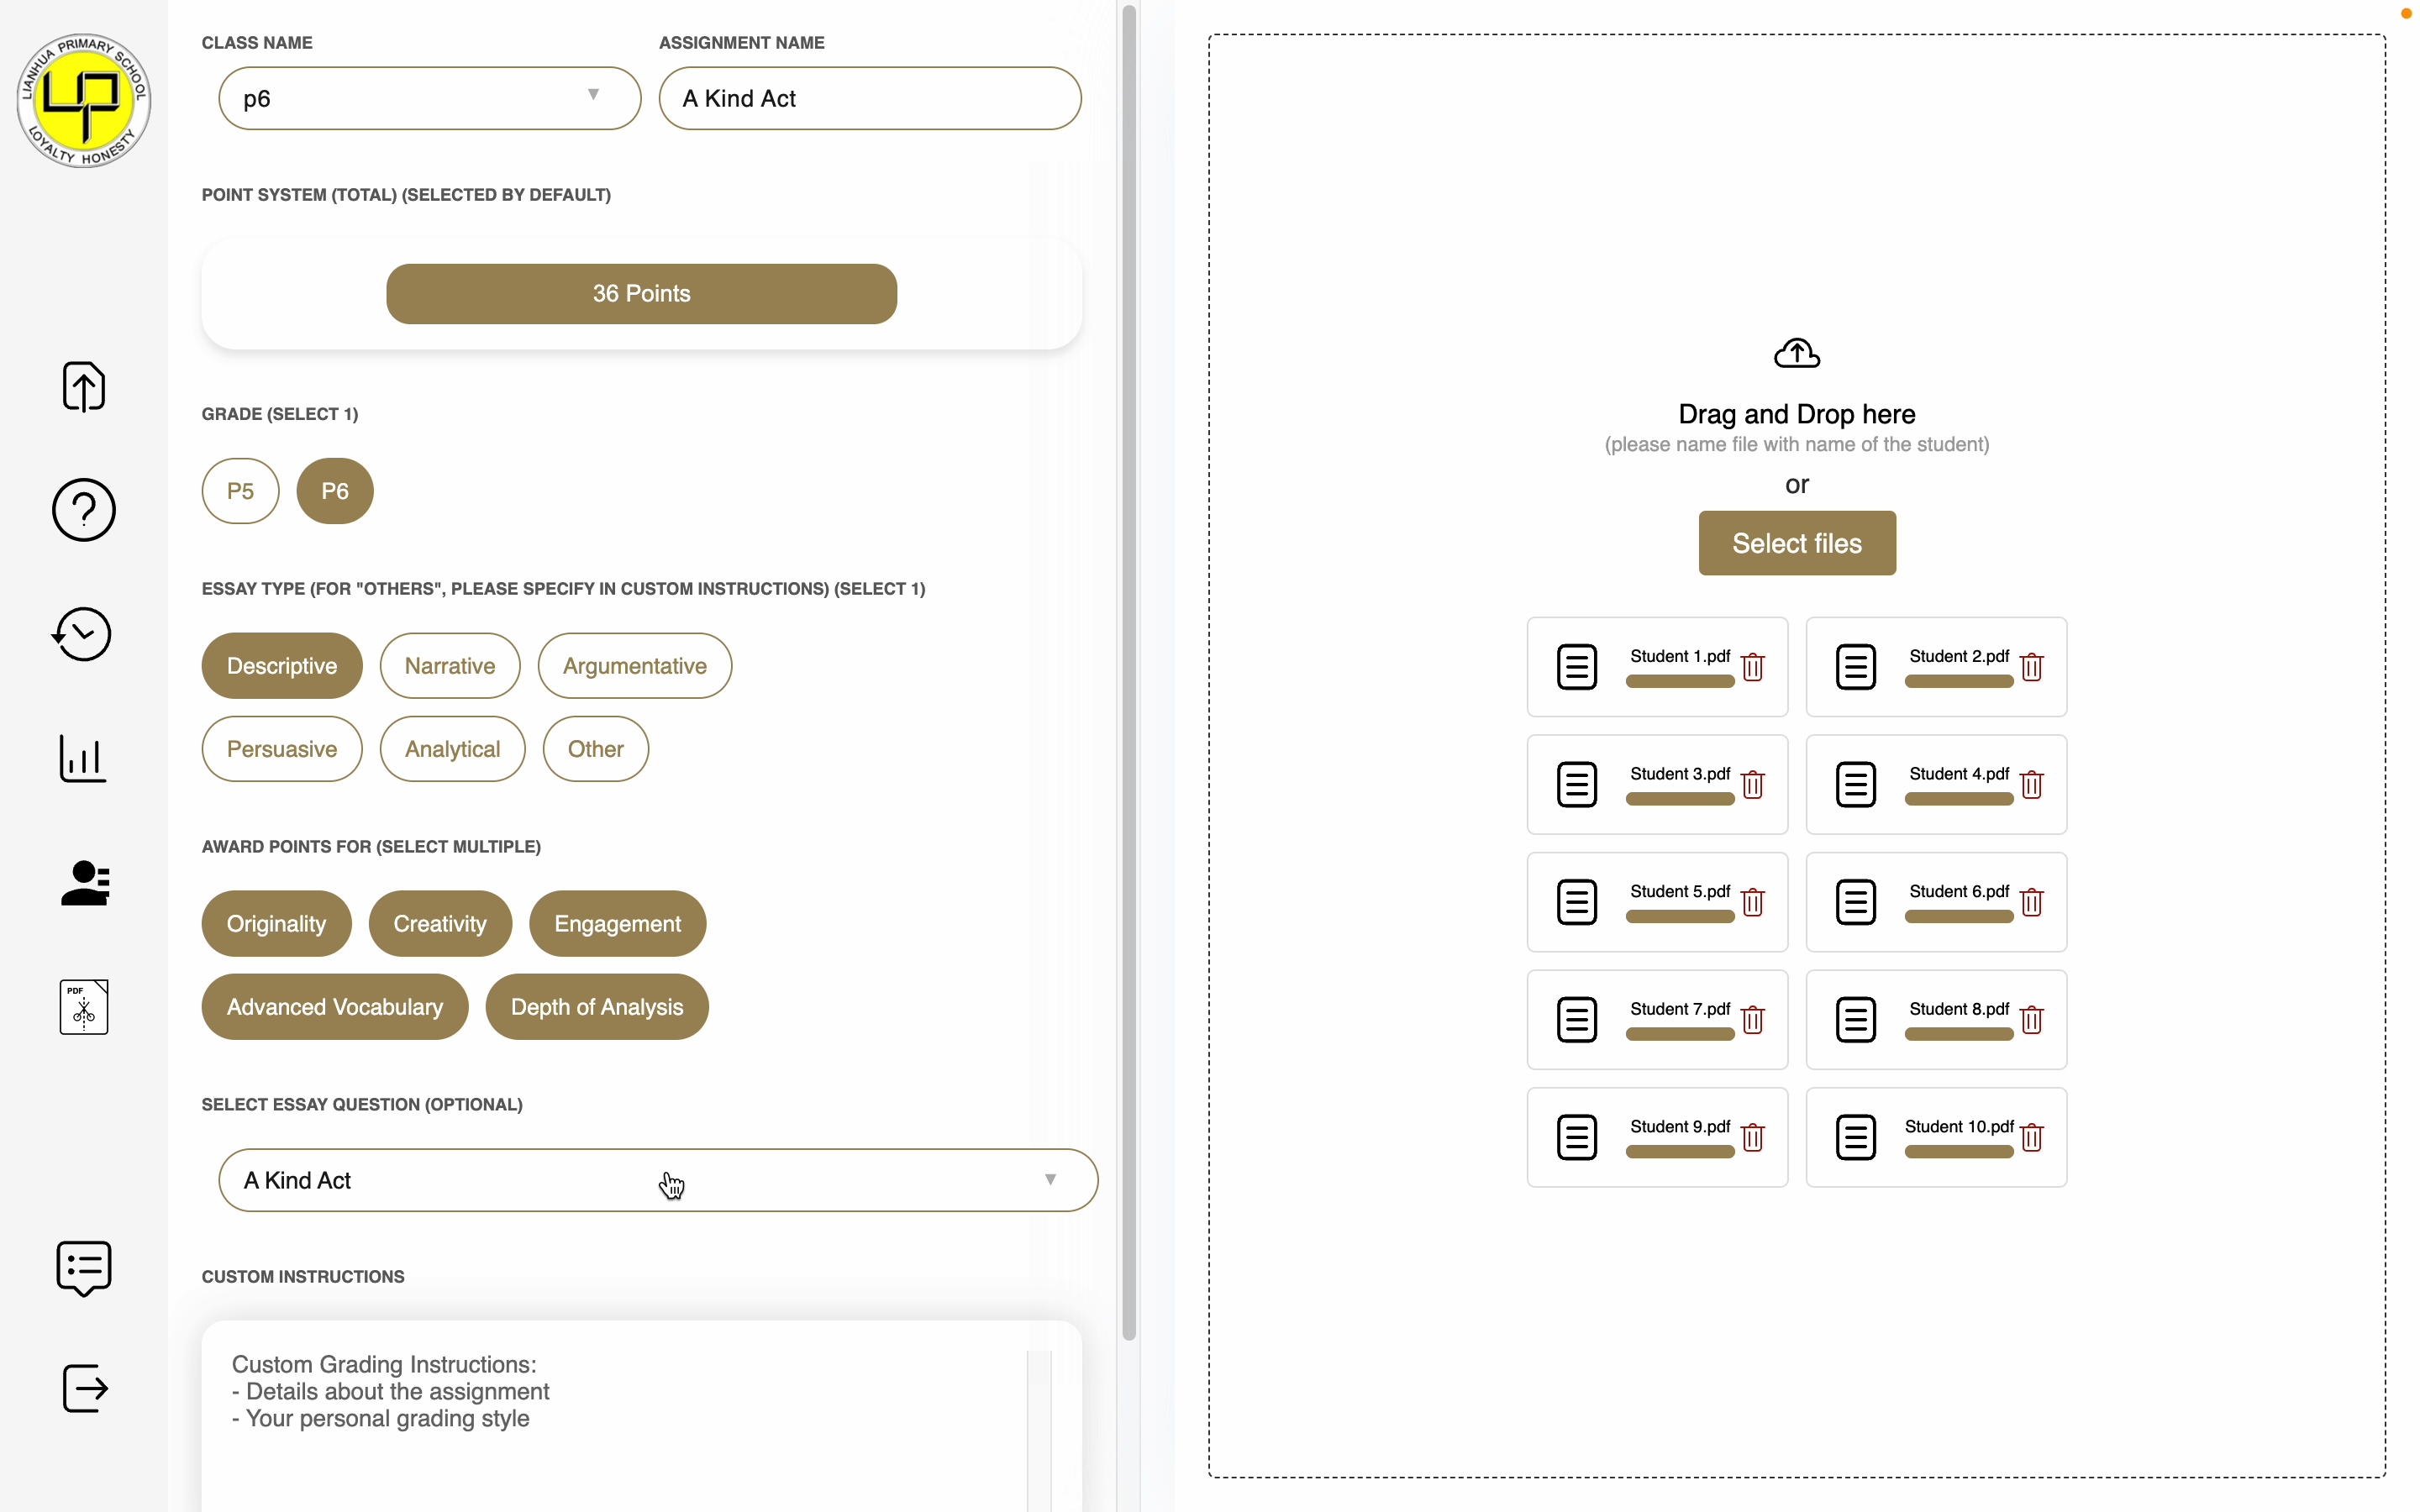 LIANHUA PRIMARY SCHOOL
LOYALTY HONESTY
CLASS NAME
p6
ASSIGNMENT NAME
A Kind Act
POINT SYSTEM (TOTAL) (SELECTED BY DEFAULT)
36 Points
GRADE (SELECT 1)
P5
P6
ESSAY TYPE (FOR "OTHERS", PLEASE SPECIFY IN CUSTOM INSTRUCTIONS) (SELECT 1)
Descriptive
Narrative
Argumentative
Persuasive
Analytical
Other
AWARD POINTS FOR (SELECT MULTIPLE)
Originality
Creativity
Engagement
Advanced Vocabulary
Depth of Analysis
SELECT ESSAY QUESTION (OPTIONAL)
A Kind Act
CUSTOM INSTRUCTIONS
Custom Grading Instructions:
- Details about the assignment
- Your personal grading style
PDF
Drag and Drop here
(please name file with name of the student)
or
Select files
Student 1.pdf
Student 2.pdf
Student 3.pdf
Student 4.pdf
Student 5.pdf
Student 6.pdf
Student 7.pdf
Student 8.pdf
Student 9.pdf
Student 10.pdf